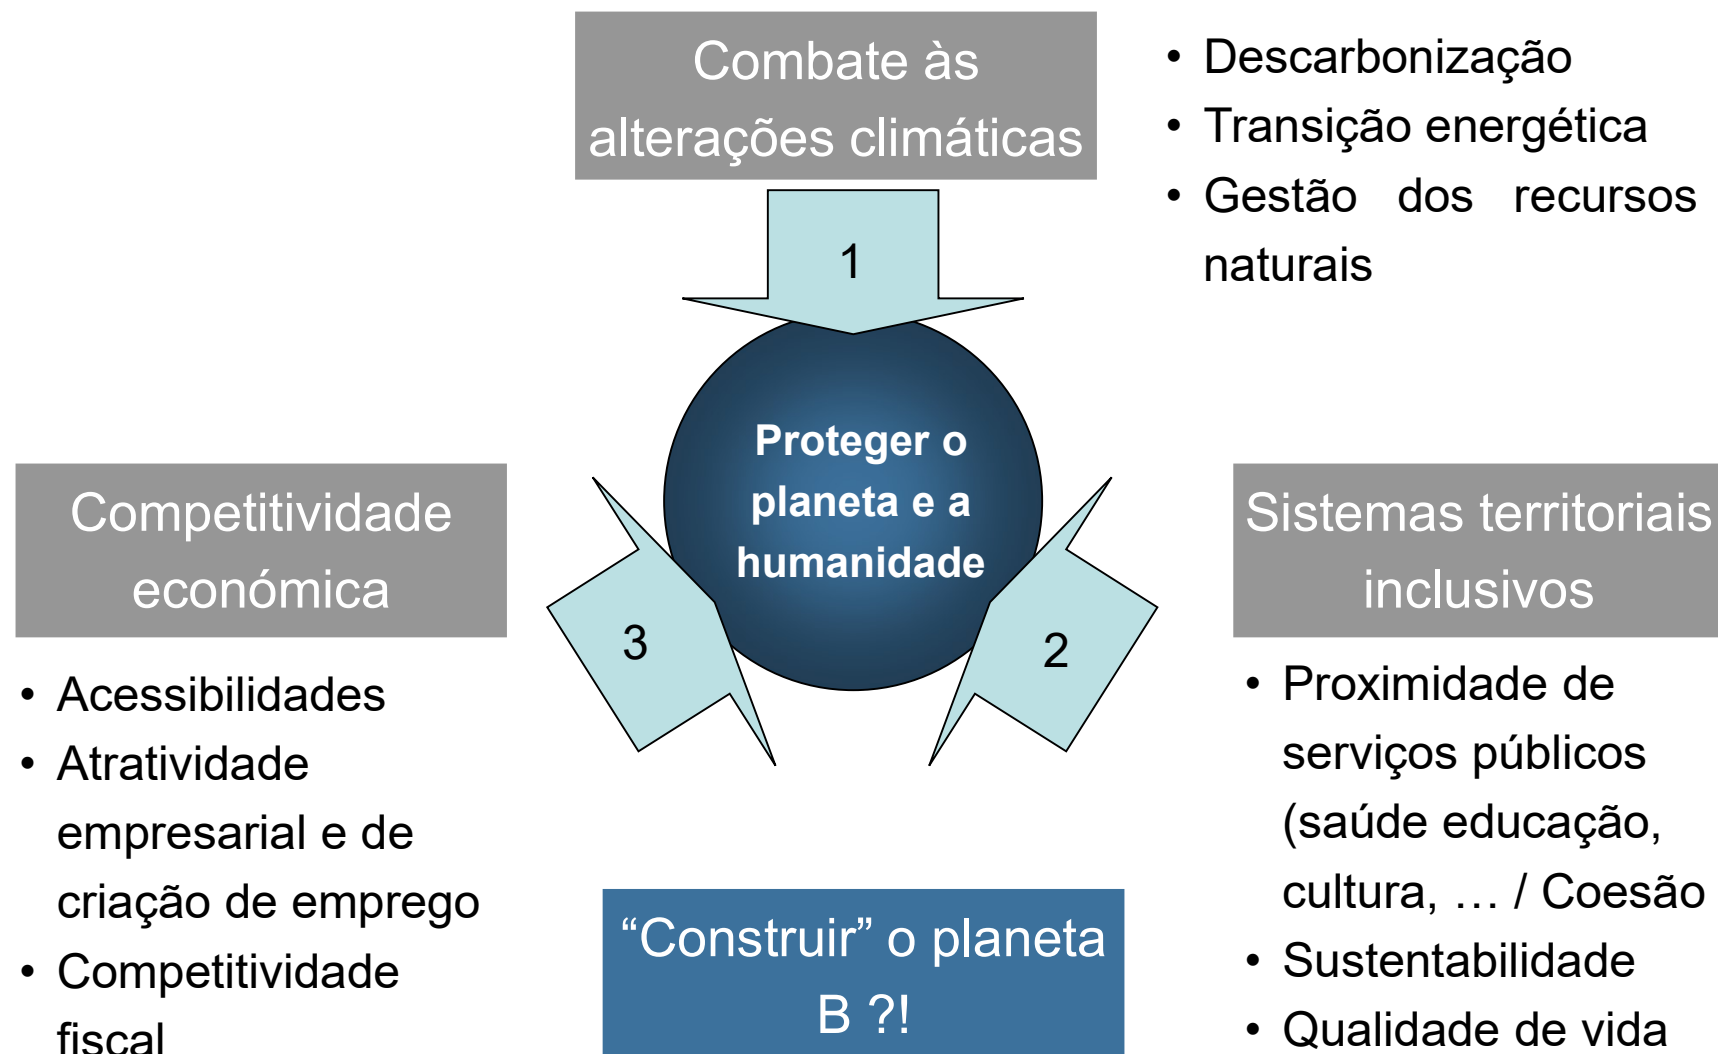 Combate às
alterações climáticas
• Descarbonização
• Transição energética
• Gestão dos recursos
naturais
1
Proteger o
planeta e a
humanidade
Competitividade
económica
Sistemas territoriais
inclusivos
3
2
• Acessibilidades
• Atratividade
empresarial e de
criação de emprego
• Competitividade
fiscal
• Proximidade de
serviços públicos
(saúde educação,
cultura, … / Coesão
• Sustentabilidade
• Qualidade de vida
“Construir” o planeta
B ?!